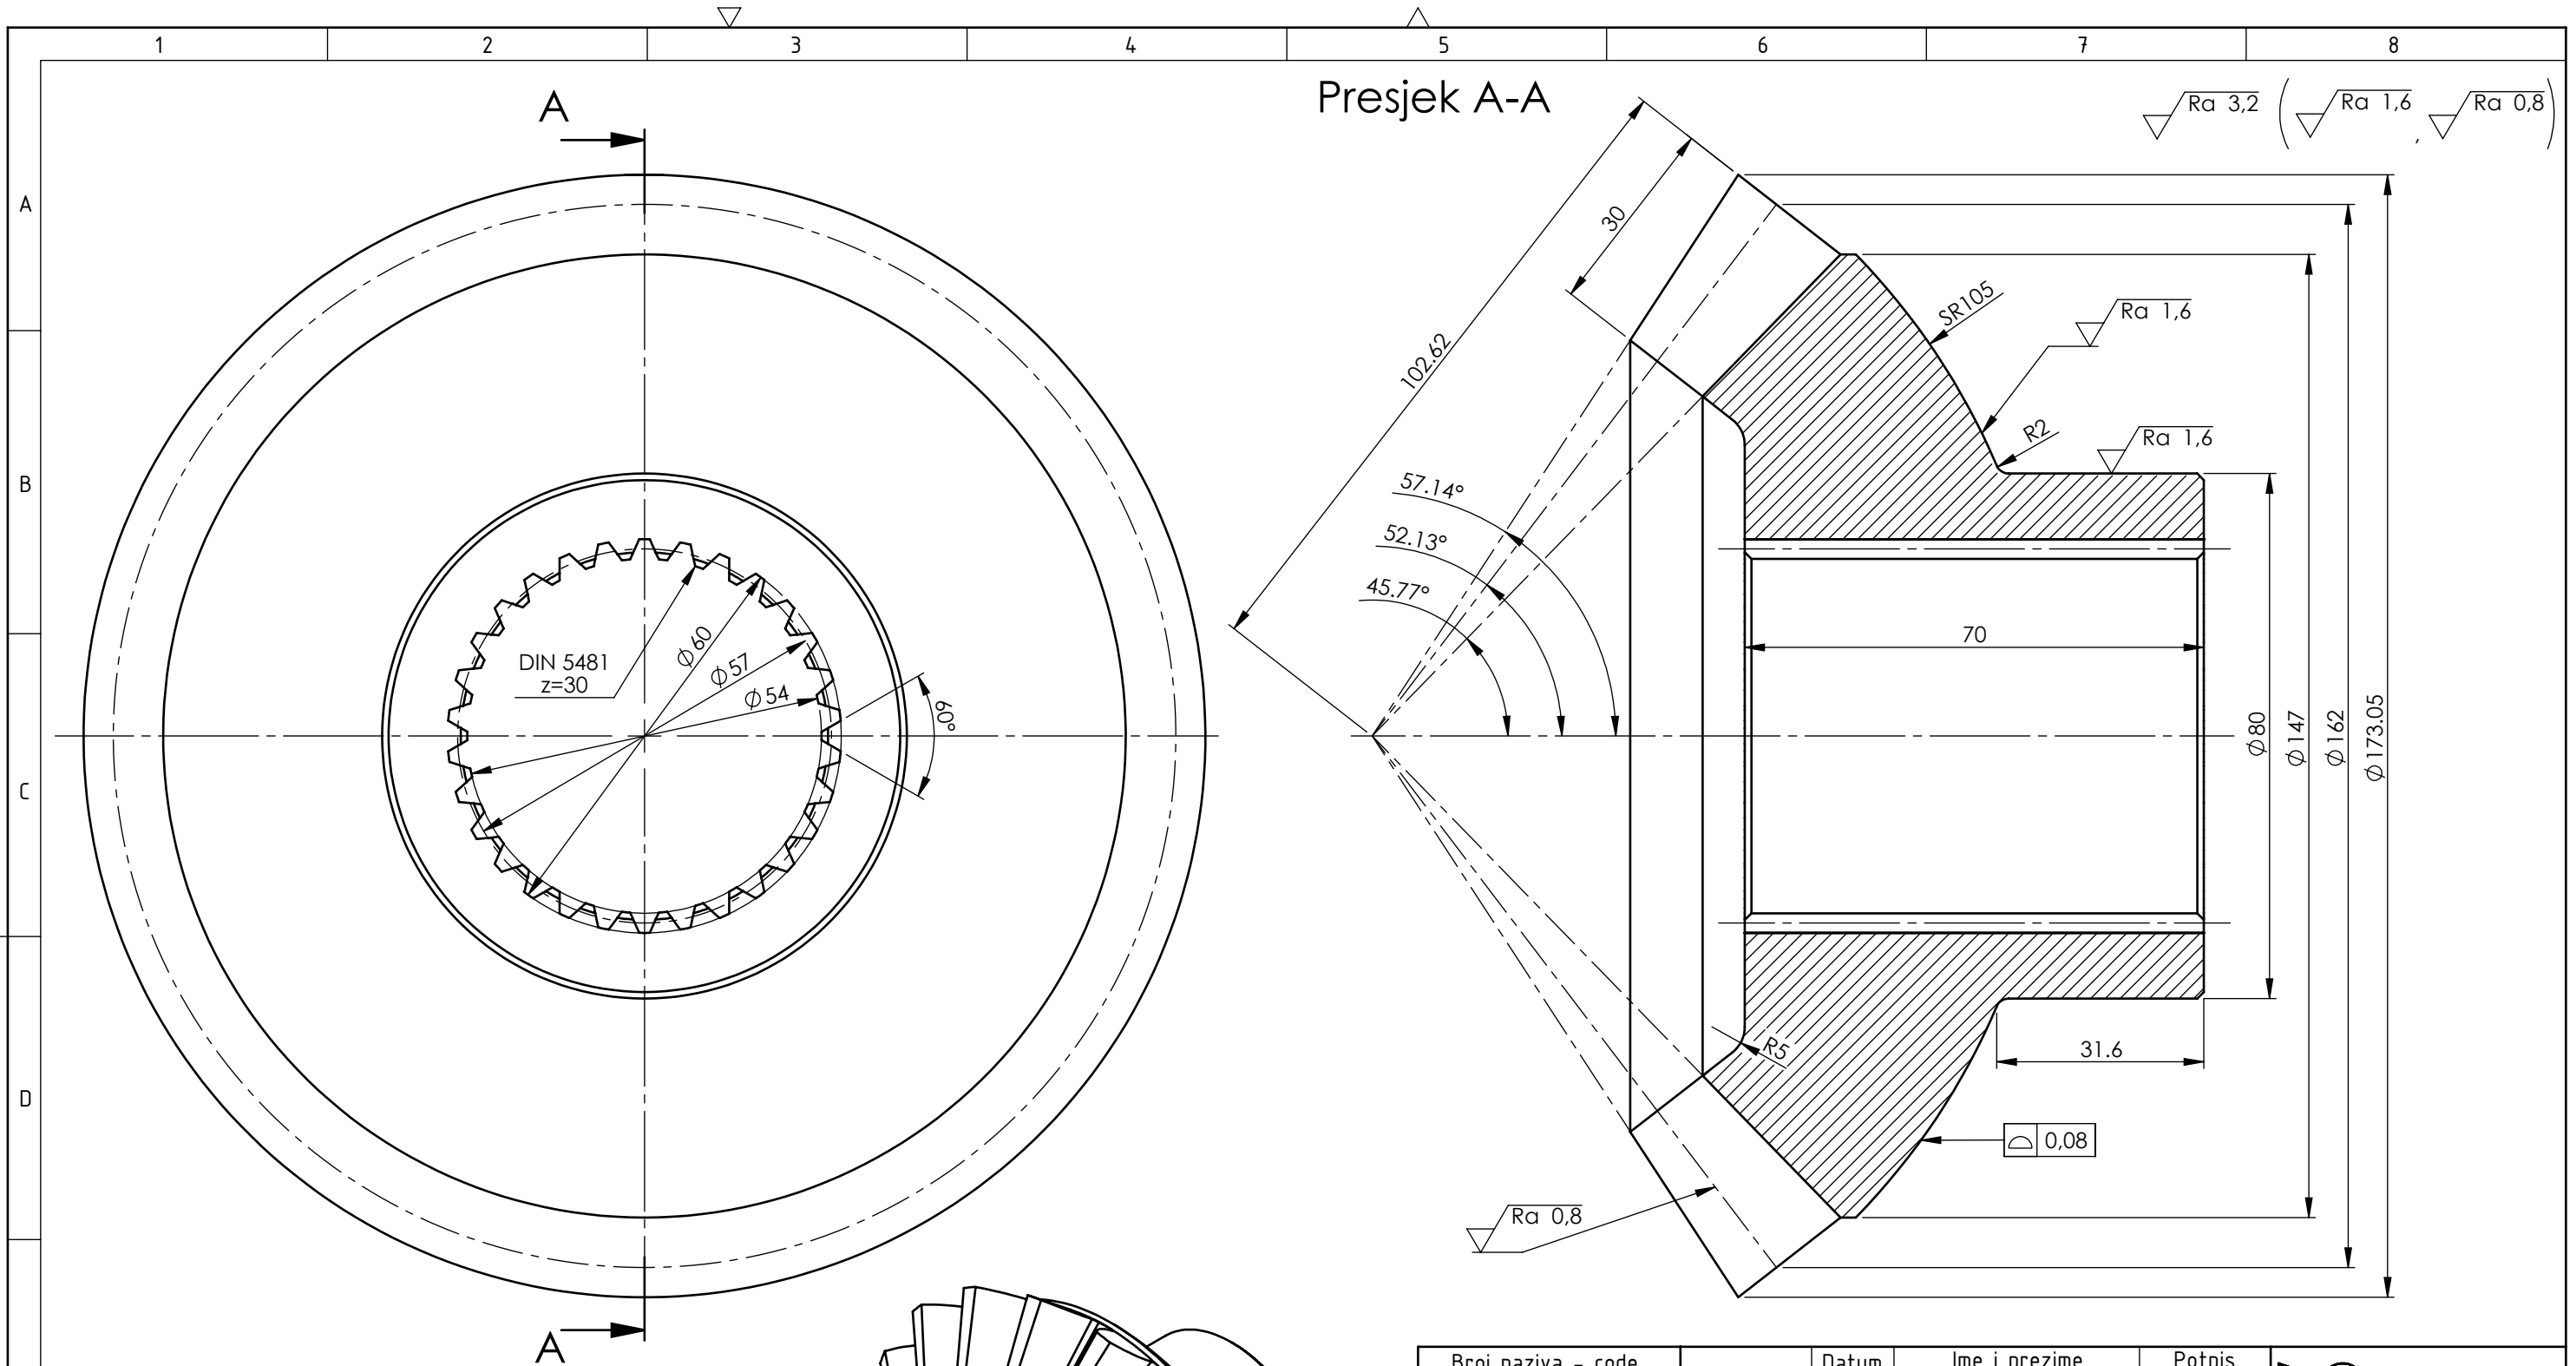 1 2 3 4 5 6 7 8
Presjek A-A
Ra 3,2 ( Ra 1,6 , Ra 0,8 )
A
A
A
B
C
D
DIN 5481
z=30
Ø60
Ø57
Ø54
60°
102.62
30
57.14°
52.13°
45.77°
SR105
Ra 1,6
R2
Ra 1,6
70
Ø80
Ø147
Ø162
Ø173.05
R5
31.6
0,08
Ra 0,8
Broj naziva - code
Datum
Ime i prezime
Potpis